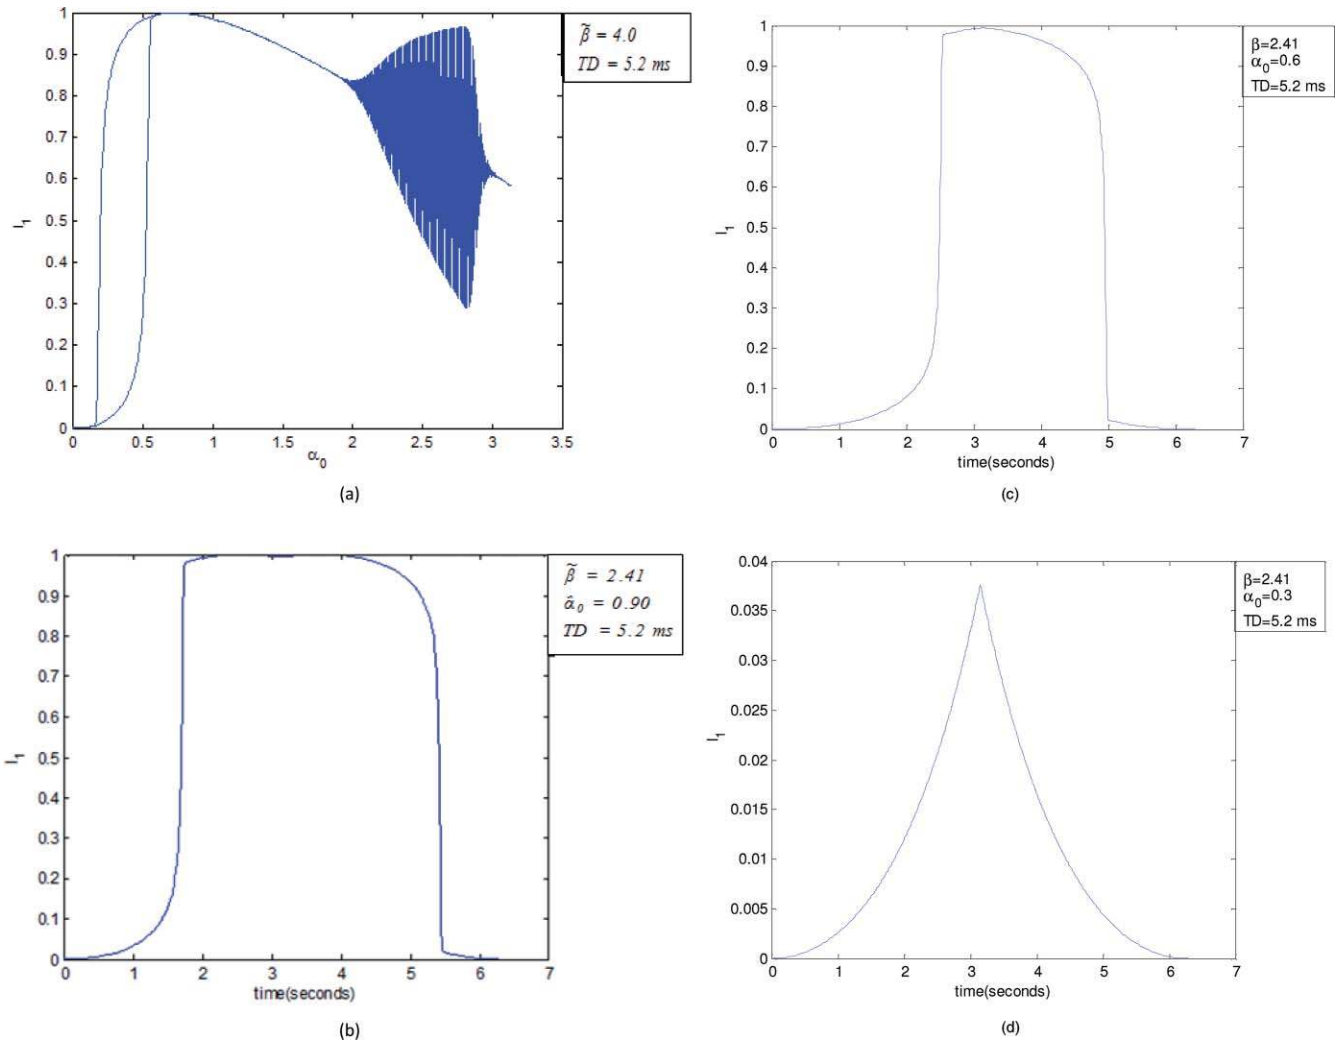 1
0.9
0.8
0.7
0.6
0.5
0.4
0.3
0.2
0.1
0
I₁
0 0.5 1 1.5 2 2.5 3 3.5
α₀
β̃ = 4.0
TD = 5.2 ms
(a)
1
0.9
0.8
0.7
0.6
0.5
0.4
0.3
0.2
0.1
0
I₁
0 1 2 3 4 5 6 7
time(seconds)
β=2.41
α₀=0.6
TD=5.2 ms
(c)
1
0.9
0.8
0.7
0.6
0.5
0.4
0.3
0.2
0.1
0
I₁
0 1 2 3 4 5 6 7
time(seconds)
β̃ = 2.41
α̂₀ = 0.90
TD = 5.2 ms
(b)
0.04
0.035
0.03
0.025
0.02
0.015
0.01
0.005
0
I₁
0 1 2 3 4 5 6 7
time(seconds)
β=2.41
α₀=0.3
TD=5.2 ms
(d)